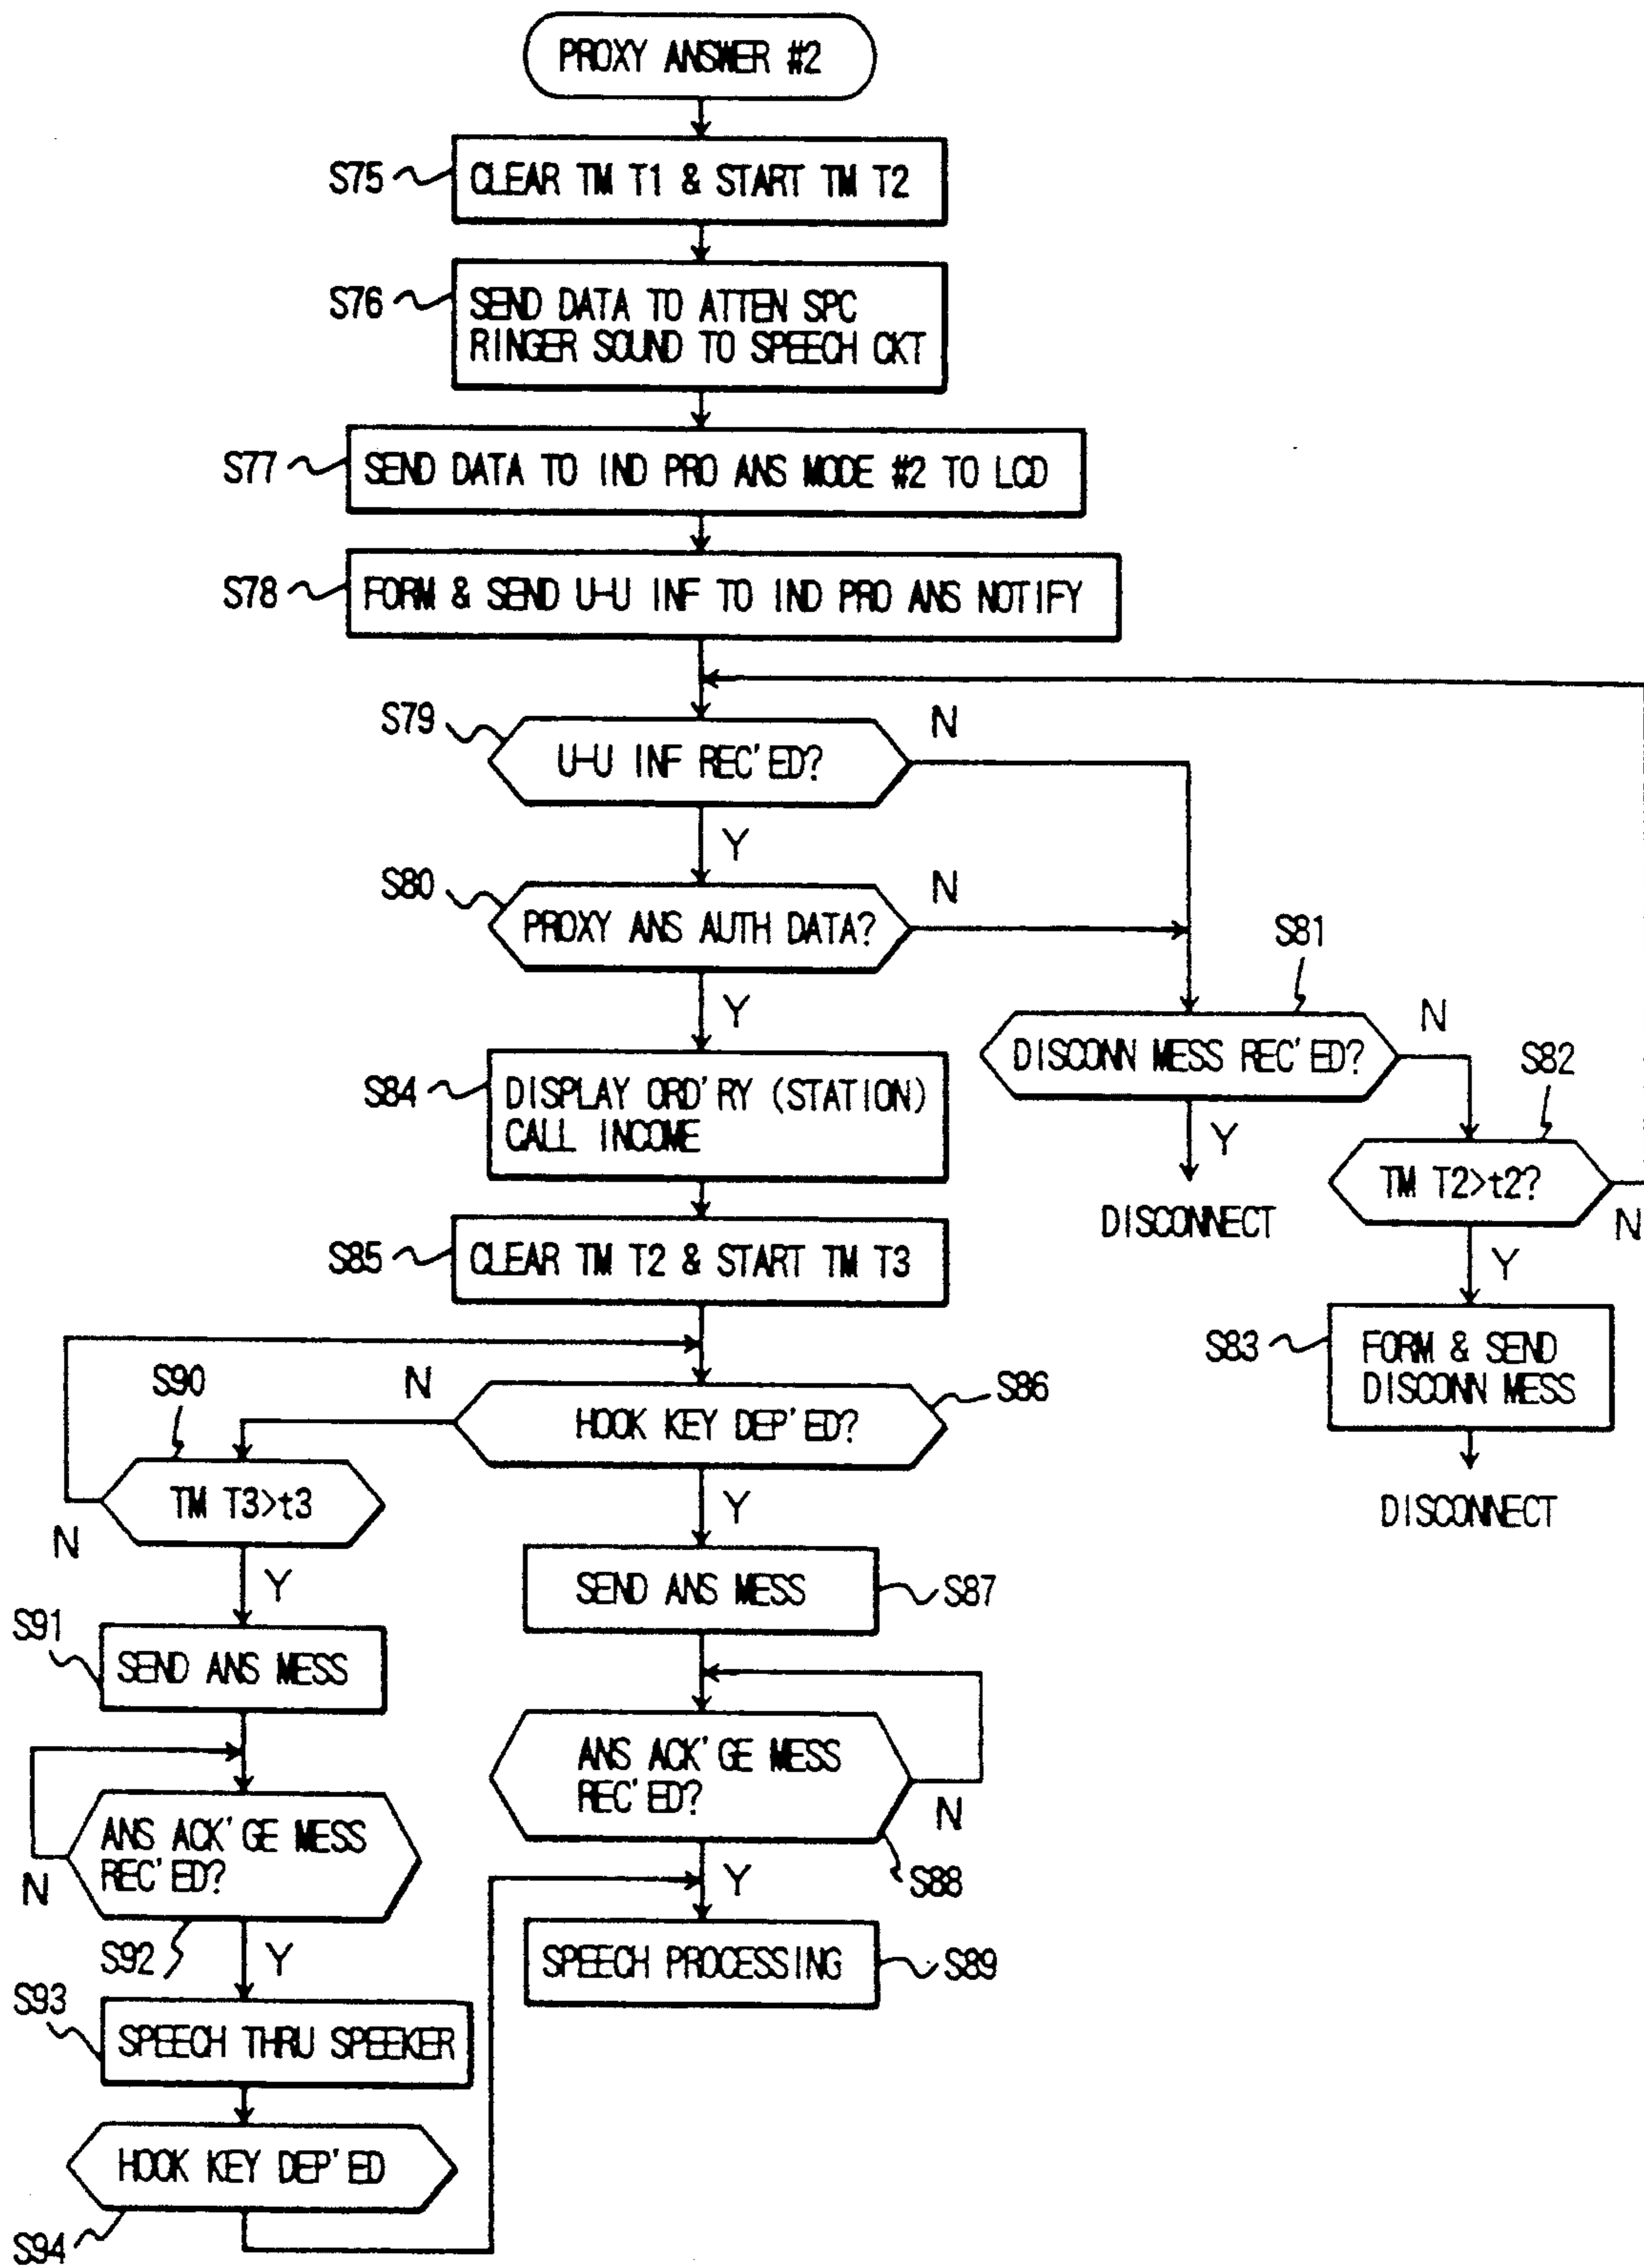 PROXY ANSWER #2
S75
CLEAR TM T1 & START TM T2
S76
SEND DATA TO ATTEN SPC
RINGER SOUND TO SPEECH CKT
S77
SEND DATA TO IND PRO ANS MODE #2 TO LCD
S78
FORM & SEND U-U INF TO IND PRO ANS NOTIFY
S79
U-U INF REC'ED?
N
Y
S80
PROXY ANS AUTH DATA?
N
Y
S81
DISCONN MESS REC'ED?
N
Y
DISCONNECT
S82
TM T2>t2?
N
Y
S83
FORM & SEND
DISCONN MESS
DISCONNECT
S84
DISPLAY ORD'RY (STATION)
CALL INCOME
S85
CLEAR TM T2 & START TM T3
S86
HOOK KEY DEP'ED?
N
Y
S90
TM T3>t3
N
Y
S87
SEND ANS MESS
S91
SEND ANS MESS
ANS ACK'GE MESS
REC'ED?
N
S88
Y
ANS ACK'GE MESS
REC'ED?
N
S92
Y
SPEECH PROCESSING
S89
S93
SPEECH THRU SPEEKER
HOOK KEY DEP'ED
S94